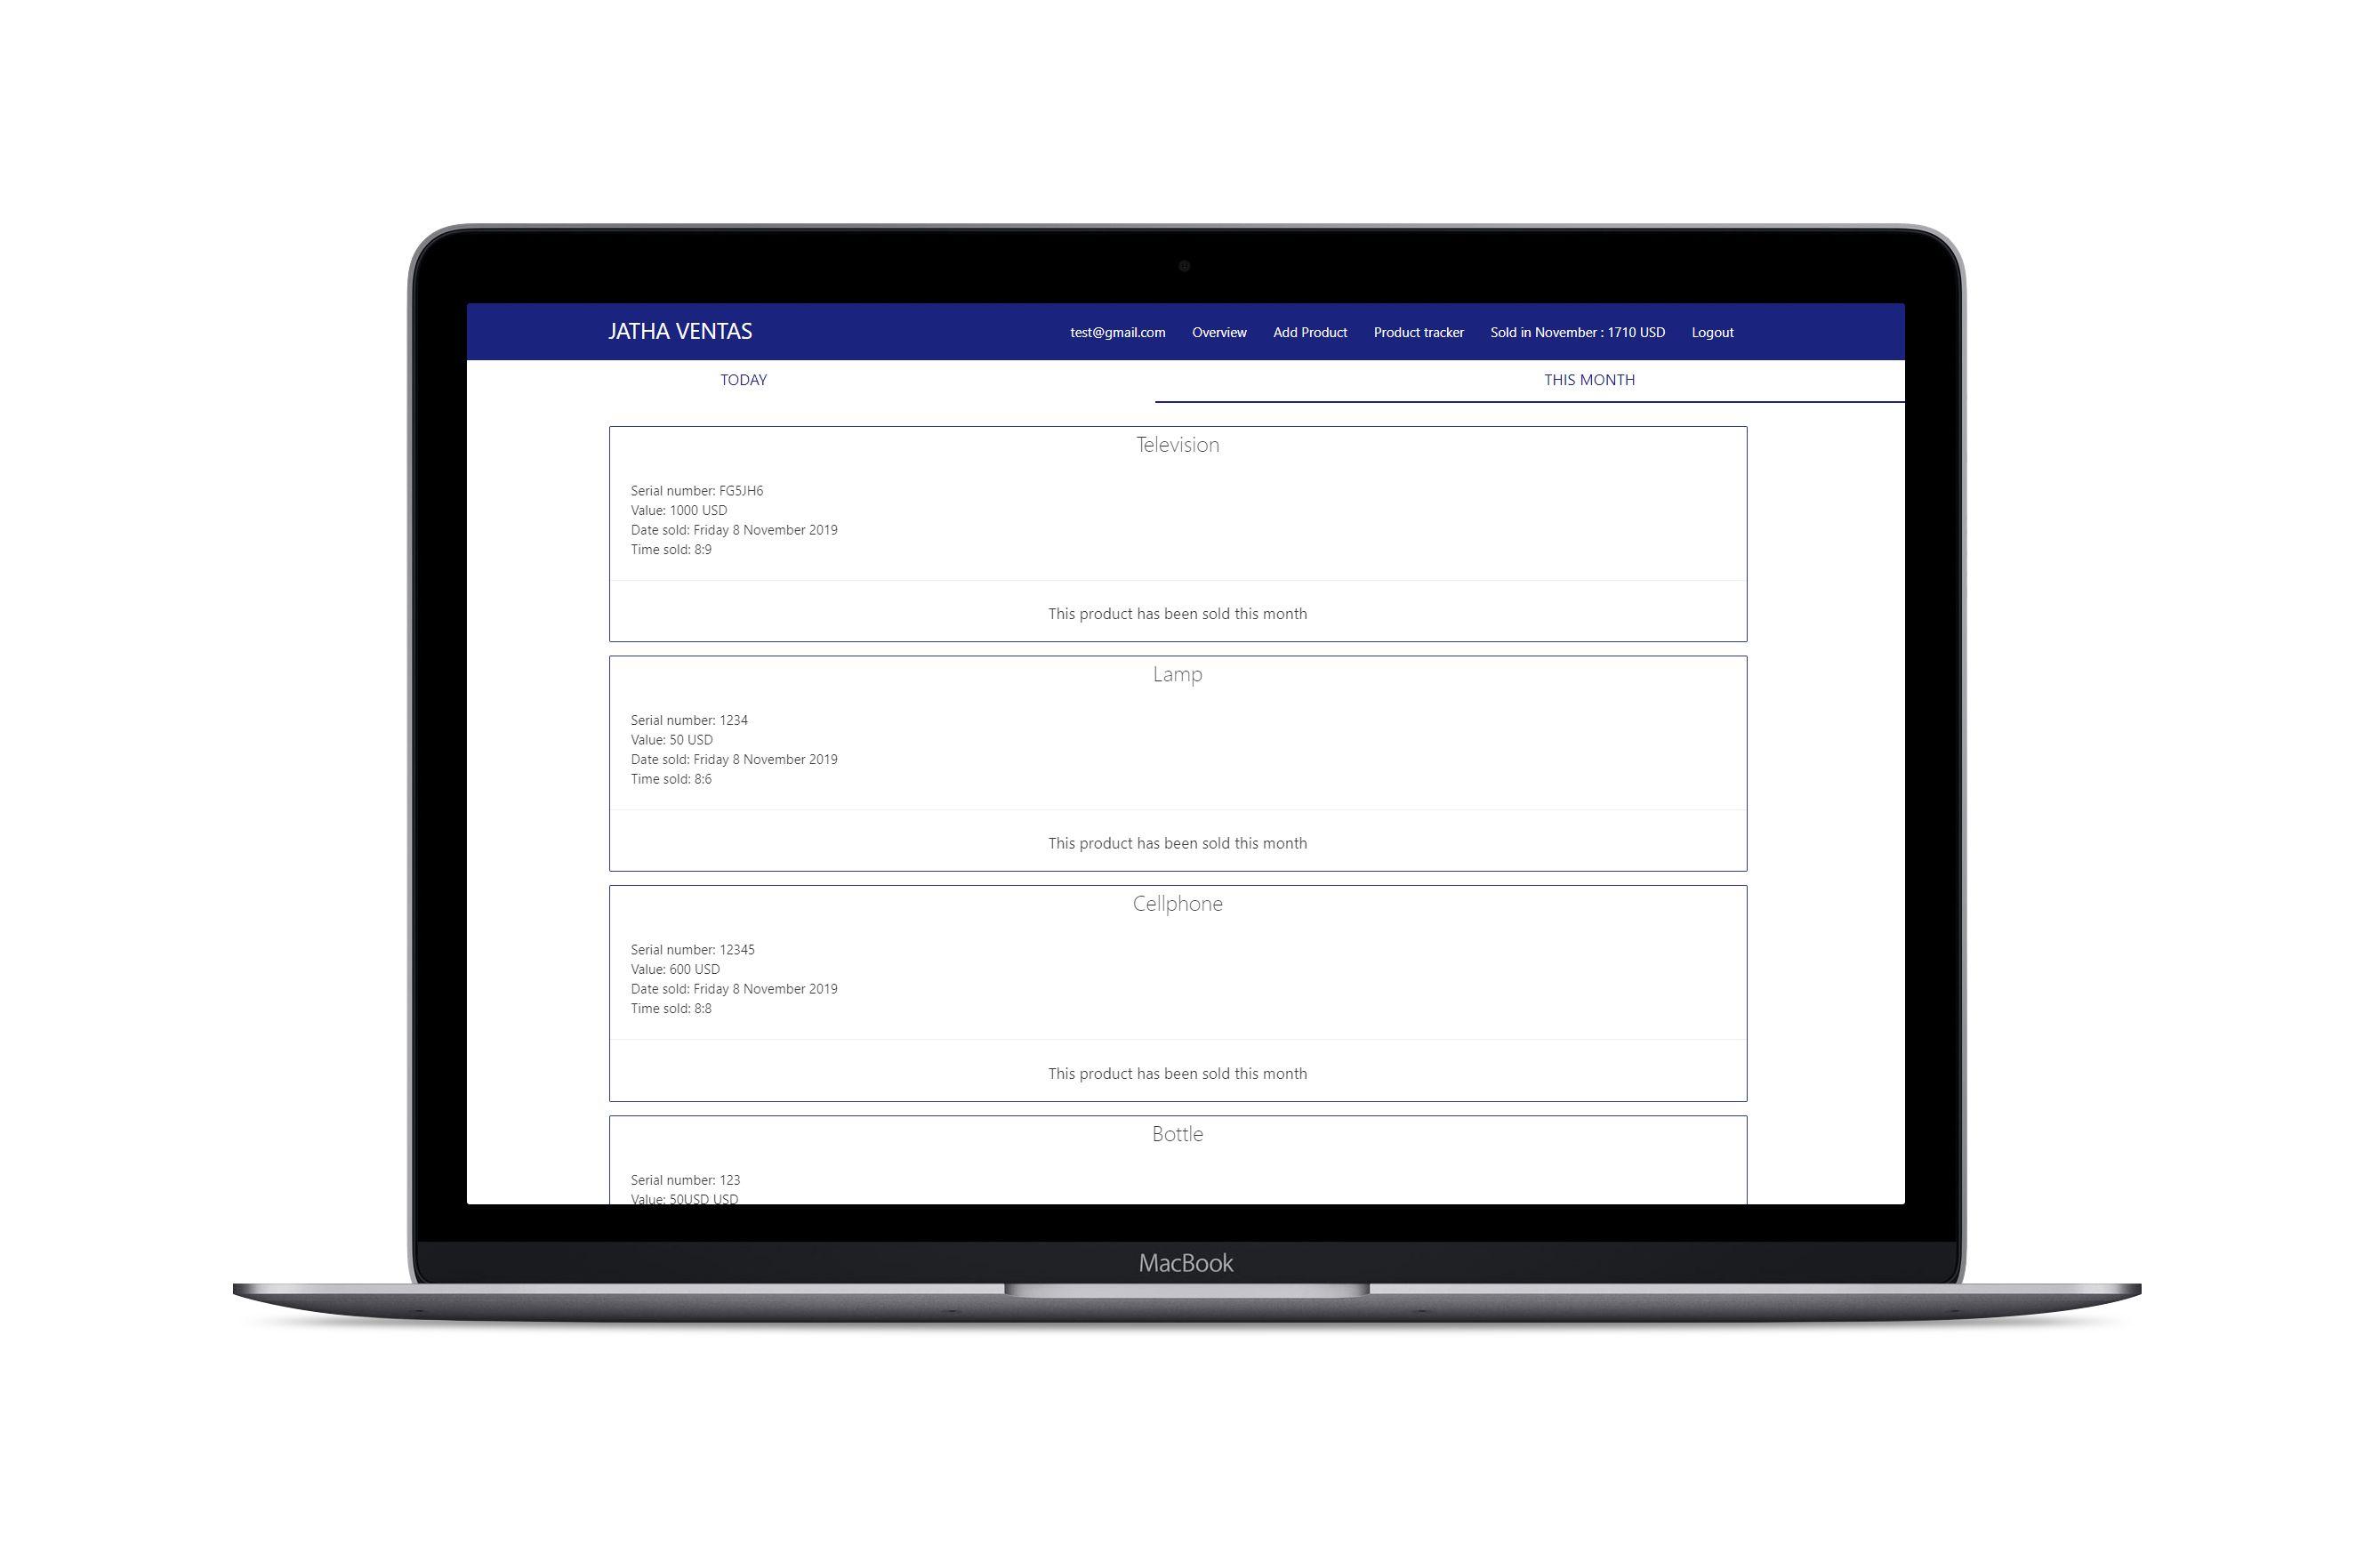 JATHA VENTAS test@gmail.com Overview Add Product Product tracker Sold in November : 1710 USD Logout
TODAY THIS MONTH
Television
Serial number: FG5JH6
Value: 1000 USD
Date sold: Friday 8 November 2019
Time sold: 8:9
This product has been sold this month
Lamp
Serial number: 1234
Value: 50 USD
Date sold: Friday 8 November 2019
Time sold: 8:6
This product has been sold this month
Cellphone
Serial number: 12345
Value: 600 USD
Date sold: Friday 8 November 2019
Time sold: 8:8
This product has been sold this month
Bottle
Serial number: 123
Value: 50USD USD
MacBook